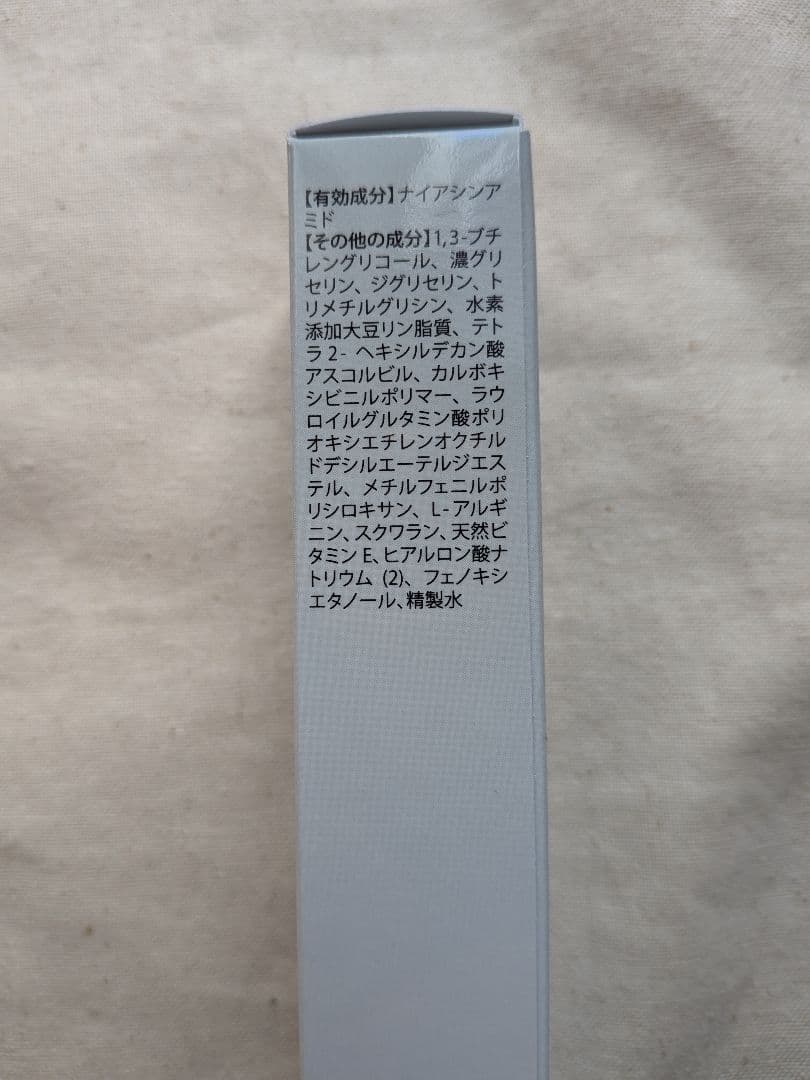 【有効成分】ナイアシンア
ミド
【その他の成分】1,3-ブチ
レングリコール、濃グリ
セリン、ジグリセリン、ト
リメチルグリシン、水素
添加大豆リン脂質、テト
ラ2-ヘキシルデカン酸
アスコルビル、カルボキ
シビニルポリマー、ラウ
ロイルグルタミン酸ポリ
オキシエチレンオクチル
ドデシルエーテルジエス
テル、メチルフェニルポ
リシロキサン、L-アルギ
ニン、スクワラン、天然ビ
タミンE、ヒアルロン酸ナ
トリウム(2)、フェノキシ
エタノール、精製水